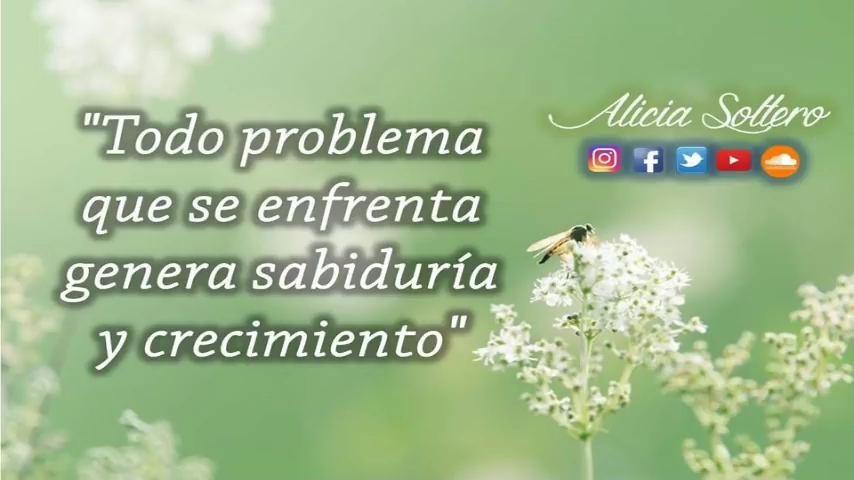 "Todo problema
que se enfrenta
genera sabiduría
y crecimiento"
Alicia Soltero